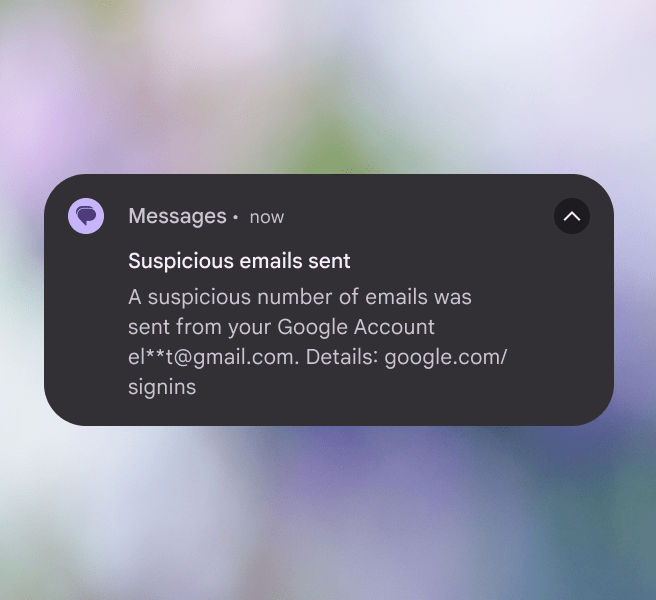 Messages • now
Suspicious emails sent
A suspicious number of emails was
sent from your Google Account
el**t@gmail.com. Details: google.com/
signins